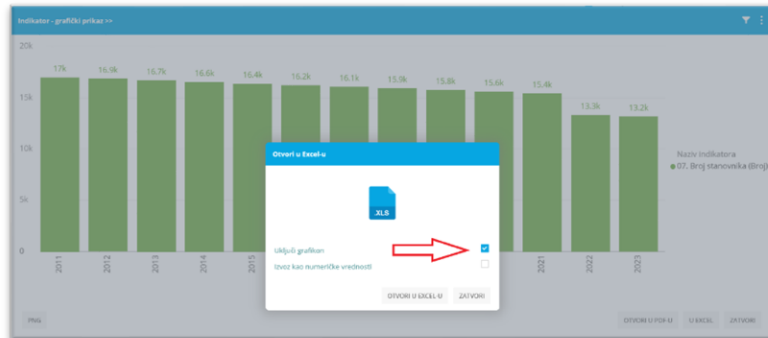 Indikator - grafički prikaz >>
20k
17k 16.9k 16.7k 16.6k 16.4k 16.2k 16.1k 15.9k 15.8k 15.6k 15.4k 13.3k 13.2k
15k
Otvori u Excel-u
10k
Naziv indikatora
07. Broj stanovnika (Broj)
.XLS
5k
Uključi grafikon
0
Izvoz kao numeričke vrednosti
2011 2012 2013 2014 2015 2021 2022 2023
OTVORI U EXCEL-U ZATVORI
PNG OTVORI U PDF-U U EXCEL ZATVORI